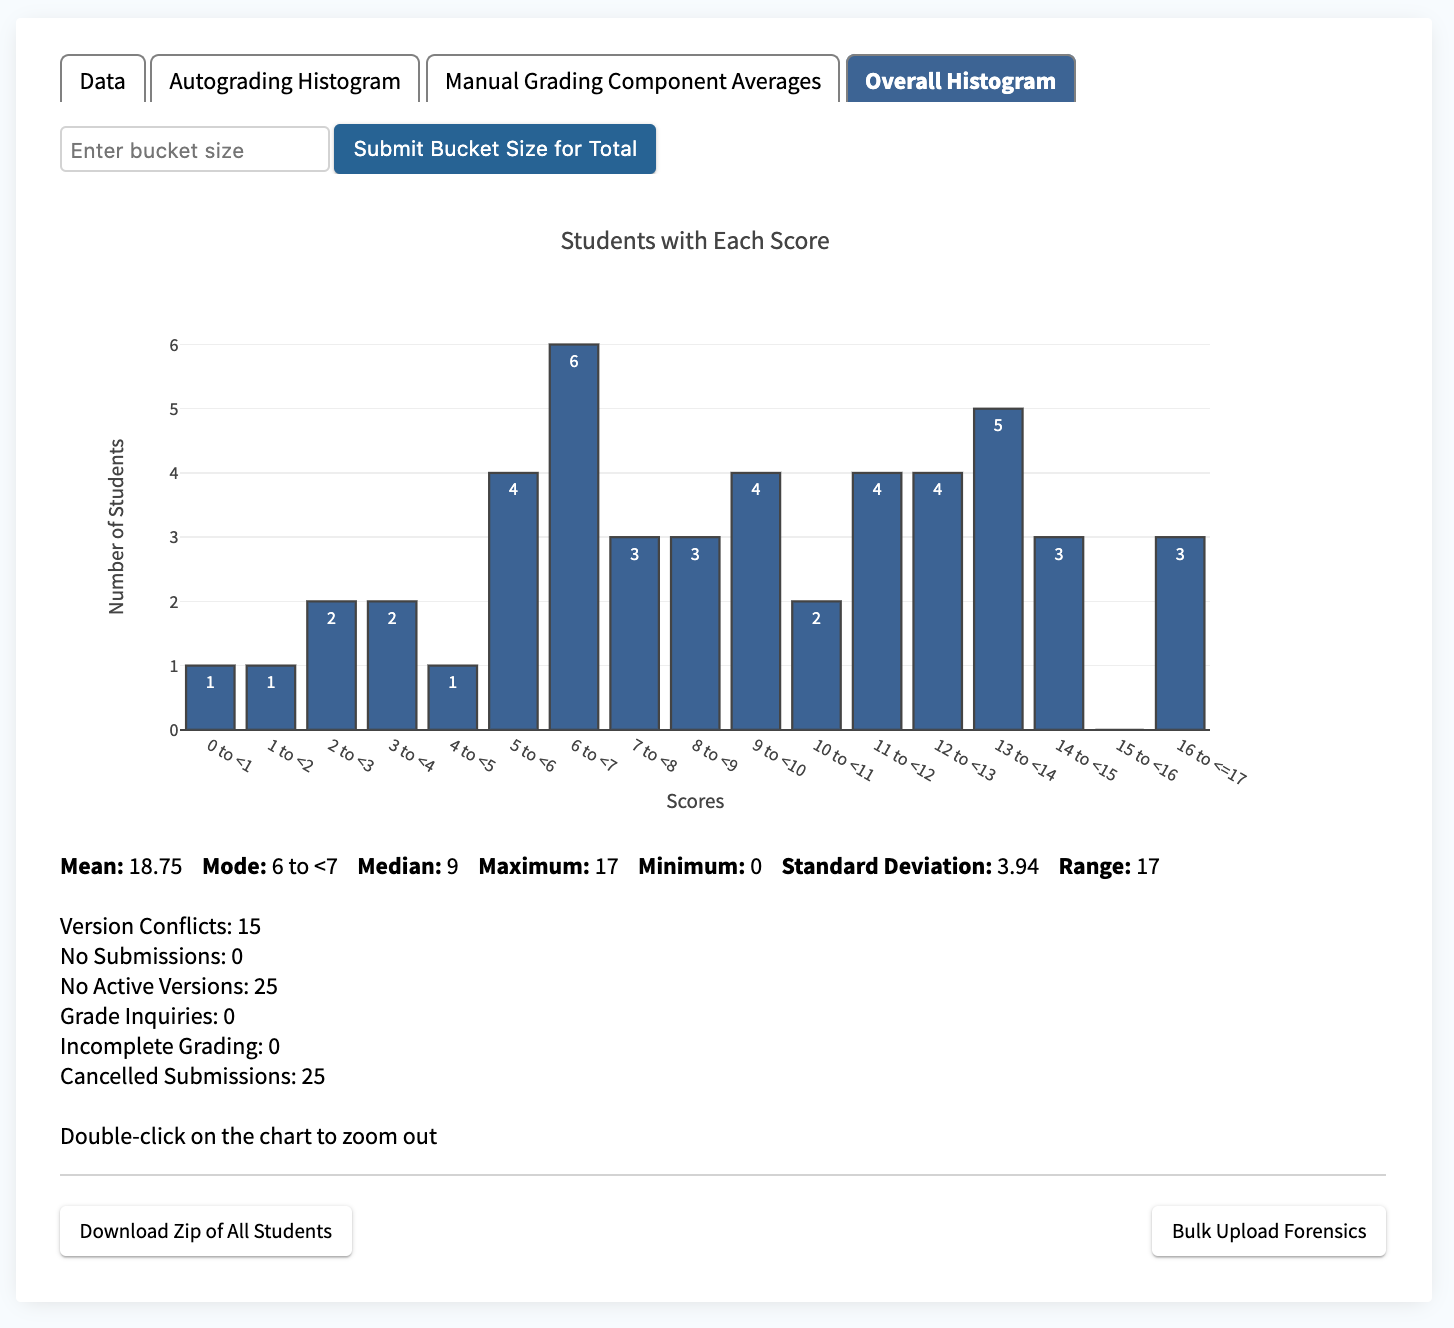 Data
Autograding Histogram
Manual Grading Component Averages
Overall Histogram
Enter bucket size
Submit Bucket Size for Total
Students with Each Score
6
5
4
3
2
1
0
Number of Students
1
1
2
2
1
4
6
3
3
4
2
4
4
5
3
3
0 to <1
1 to <2
2 to <3
3 to <4
4 to <5
5 to <6
6 to <7
7 to <8
8 to <9
9 to <10
10 to <11
11 to <12
12 to <13
13 to <14
14 to <15
15 to <16
16 to <=17
Scores
Mean: 18.75 Mode: 6 to <7 Median: 9 Maximum: 17 Minimum: 0 Standard Deviation: 3.94 Range: 17
Version Conflicts: 15
No Submissions: 0
No Active Versions: 25
Grade Inquiries: 0
Incomplete Grading: 0
Cancelled Submissions: 25
Double-click on the chart to zoom out
Download Zip of All Students
Bulk Upload Forensics